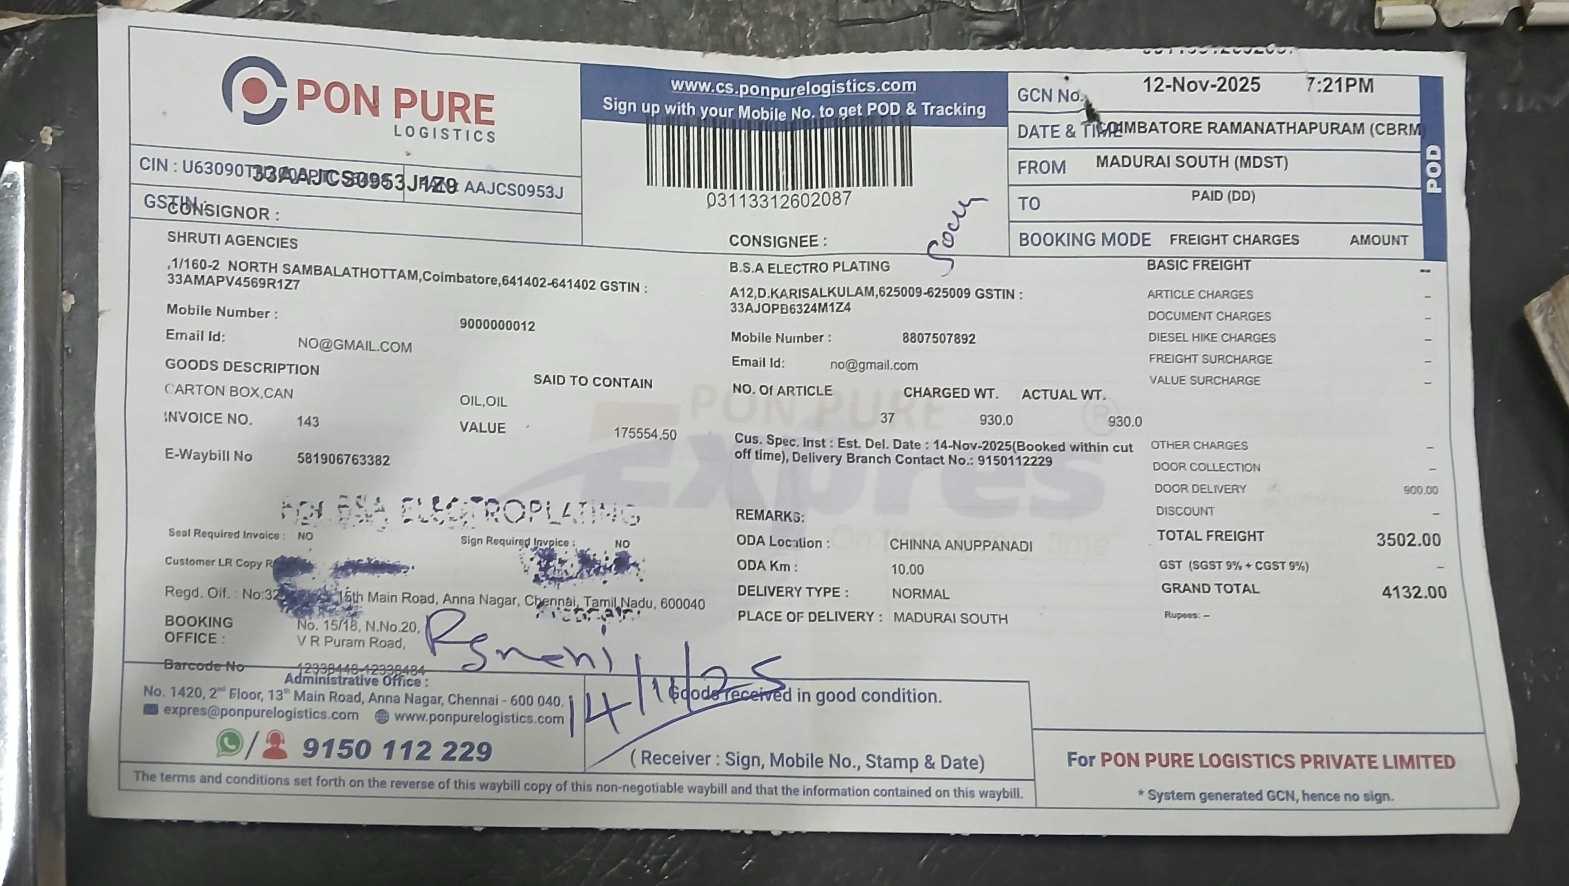 PON PURE
LOGISTICS
CIN : U63090T
33AAJCS0953J1Z9
AAJCS0953J
GSTIN :
www.cs.ponpurelogistics.com
Sign up with your Mobile No. to get POD & Tracking
03113312602087
GCN No.
12-Nov-2025 7:21PM
DATE & TIME
COIMBATORE RAMANATHAPURAM (CBRM)
FROM
MADURAI SOUTH (MDST)
TO
PAID (DD)
BOOKING MODE
POD
CONSIGNOR :
SHRUTI AGENCIES
,1/160-2 NORTH SAMBALATHOTTAM,Coimbatore,641402-641402 GSTIN :
33AMAPV4569R1Z7
Mobile Number : 9000000012
Email Id: NO@GMAIL.COM
GOODS DESCRIPTION
SAID TO CONTAIN
CARTON BOX,CAN
OIL,OIL
INVOICE NO. 143
VALUE 175554.50
E-Waybill No 581906763382
CONSIGNEE :
B.S.A ELECTRO PLATING
A12,D.KARISALKULAM,625009-625009 GSTIN :
33AJOPB6324M1Z4
Mobile Number : 8807507892
Email Id: no@gmail.com
NO. Of ARTICLE CHARGED WT. ACTUAL WT.
37 930.0 930.0
Cus. Spec. Inst : Est. Del. Date : 14-Nov-2025(Booked within cut
off time), Delivery Branch Contact No.: 9150112229
REMARKS:
ODA Location : CHINNA ANUPPANADI
ODA Km : 10.00
DELIVERY TYPE : NORMAL
PLACE OF DELIVERY : MADURAI SOUTH
PON PURE
Expres
FREIGHT CHARGES AMOUNT
BASIC FREIGHT --
ARTICLE CHARGES –
DOCUMENT CHARGES –
DIESEL HIKE CHARGES –
FREIGHT SURCHARGE –
VALUE SURCHARGE –
OTHER CHARGES –
DOOR COLLECTION –
DOOR DELIVERY 900.00
DISCOUNT –
TOTAL FREIGHT 3502.00
GST (SGST 9% + CGST 9%) –
GRAND TOTAL 4132.00
Rupees: –
BSA ELECTROPLATING
Seal Required Invoice : NO
Sign Required Invoice : NO
Customer LR Copy
Regd. Off. : No:32 Main Road, Anna Nagar, Chennai, Tamil Nadu, 600040
BOOKING
OFFICE :
No. 15/18, N.No.20,
V R Puram Road,
Barcode No 12338448-12338484
14/11/25
Administrative Office :
No. 1420, 2nd Floor, 13th Main Road, Anna Nagar, Chennai - 600 040.
expres@ponpurelogistics.com www.ponpurelogistics.com
9150 112 229
Goods received in good condition.
( Receiver : Sign, Mobile No., Stamp & Date)
The terms and conditions set forth on the reverse of this waybill copy of this non-negotiable waybill and that the information contained on this waybill.
For PON PURE LOGISTICS PRIVATE LIMITED
* System generated GCN, hence no sign.